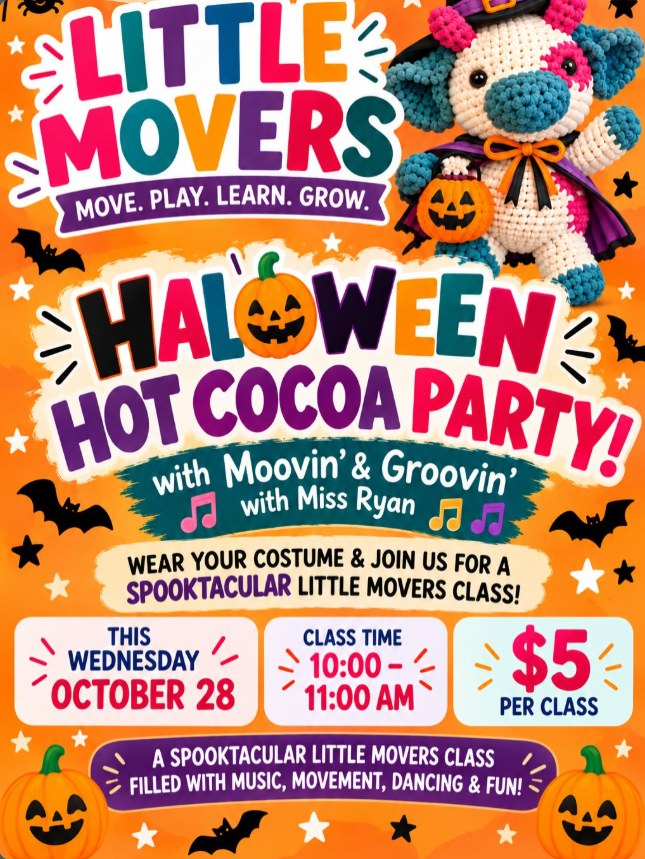 LITTLE
MOVERS
MOVE. PLAY. LEARN. GROW.
HALOWEEN
HOT COCOA PARTY!
with Moovin' & Groovin'
with Miss Ryan
WEAR YOUR COSTUME & JOIN US FOR A
SPOOKTACULAR LITTLE MOVERS CLASS!
THIS
WEDNESDAY
OCTOBER 28
CLASS TIME
10:00 –
11:00 AM
$5
PER CLASS
A SPOOKTACULAR LITTLE MOVERS CLASS
FILLED WITH MUSIC, MOVEMENT, DANCING & FUN!